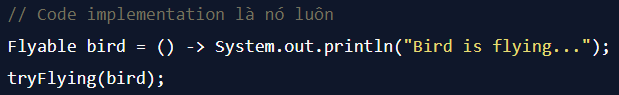 // Code implementation là nó luôn
Flyable bird = () -> System.out.println("Bird is flying...");
tryFlying(bird);